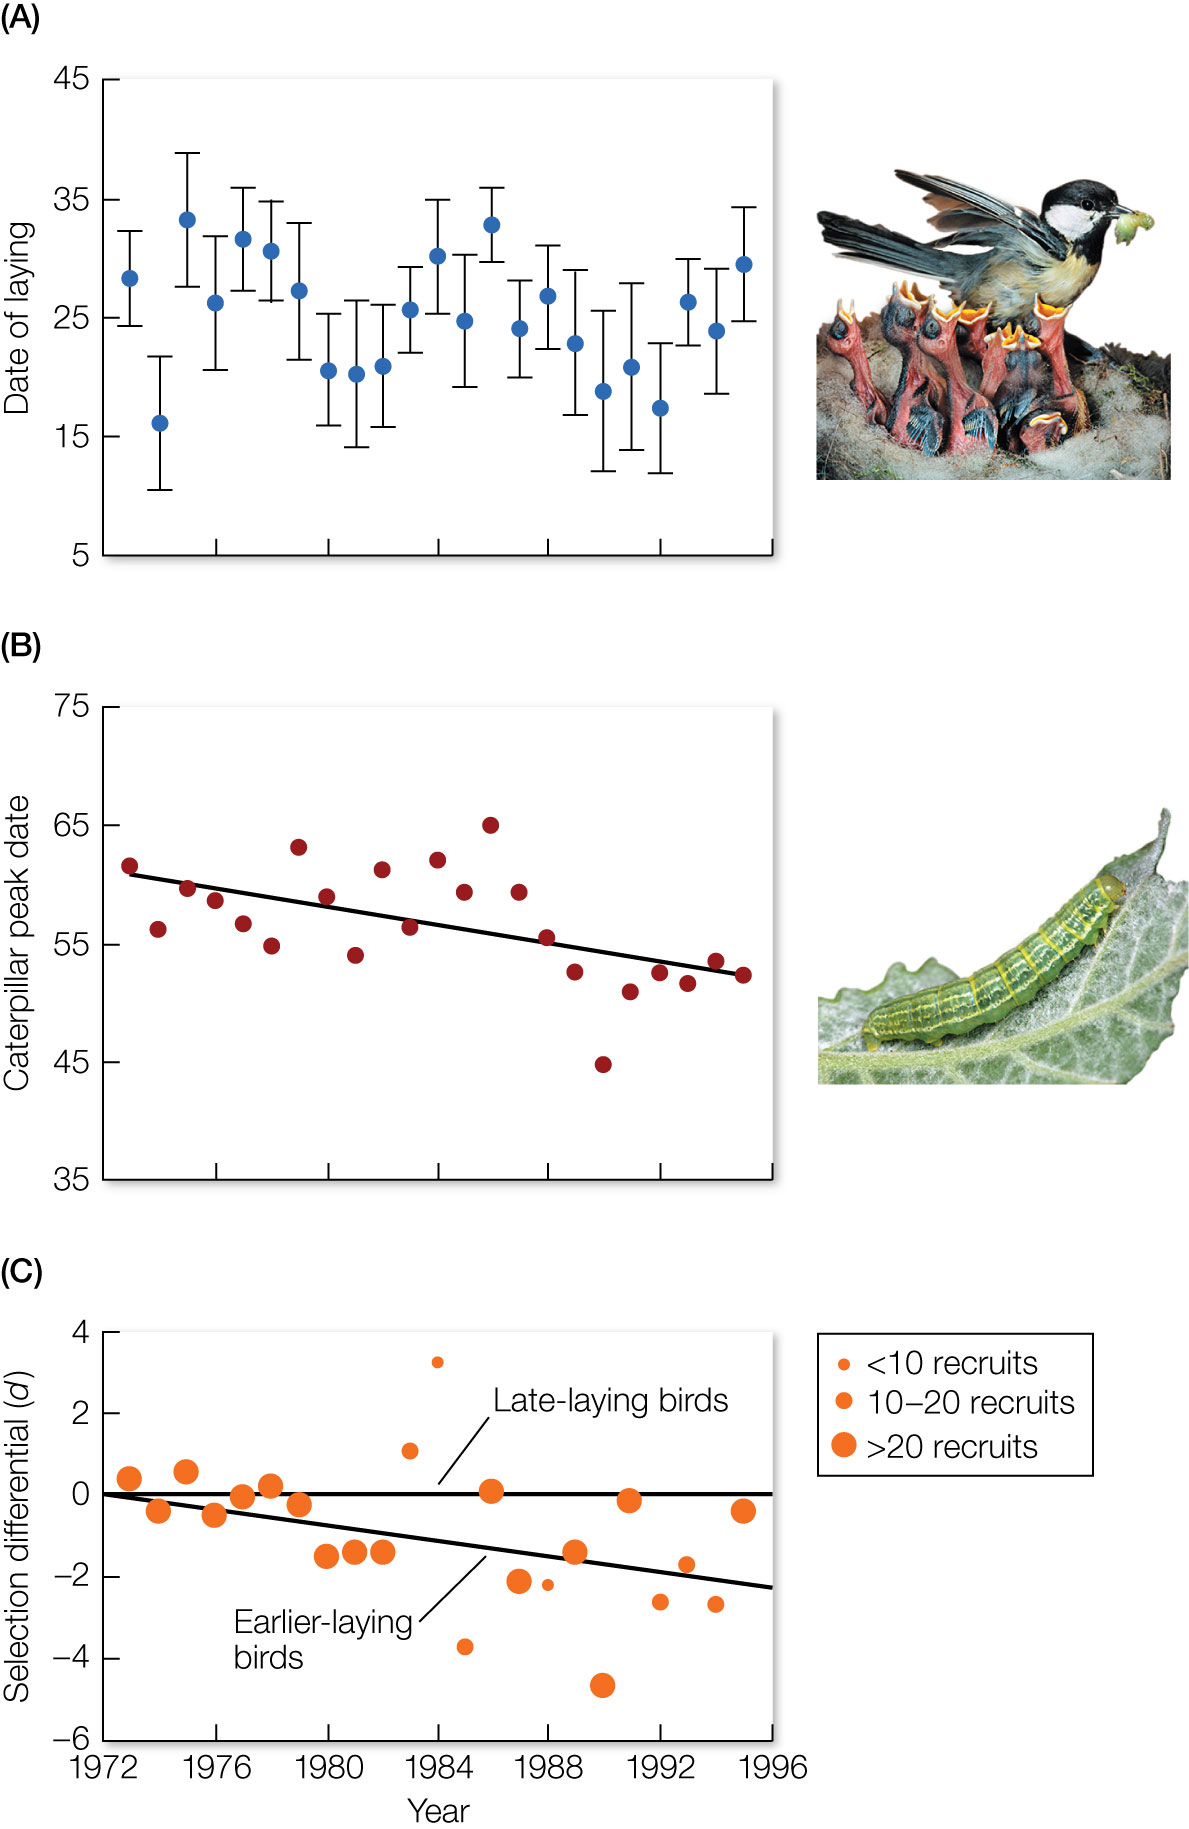 (A)
45
35
25
15
5
Date of laying
(B)
75
65
55
45
35
Caterpillar peak date
(C)
4
2
0
–2
–4
–6
Selection differential (d)
Late-laying birds
Earlier-laying
birds
<10 recruits
10–20 recruits
>20 recruits
1972 1976 1980 1984 1988 1992 1996
Year